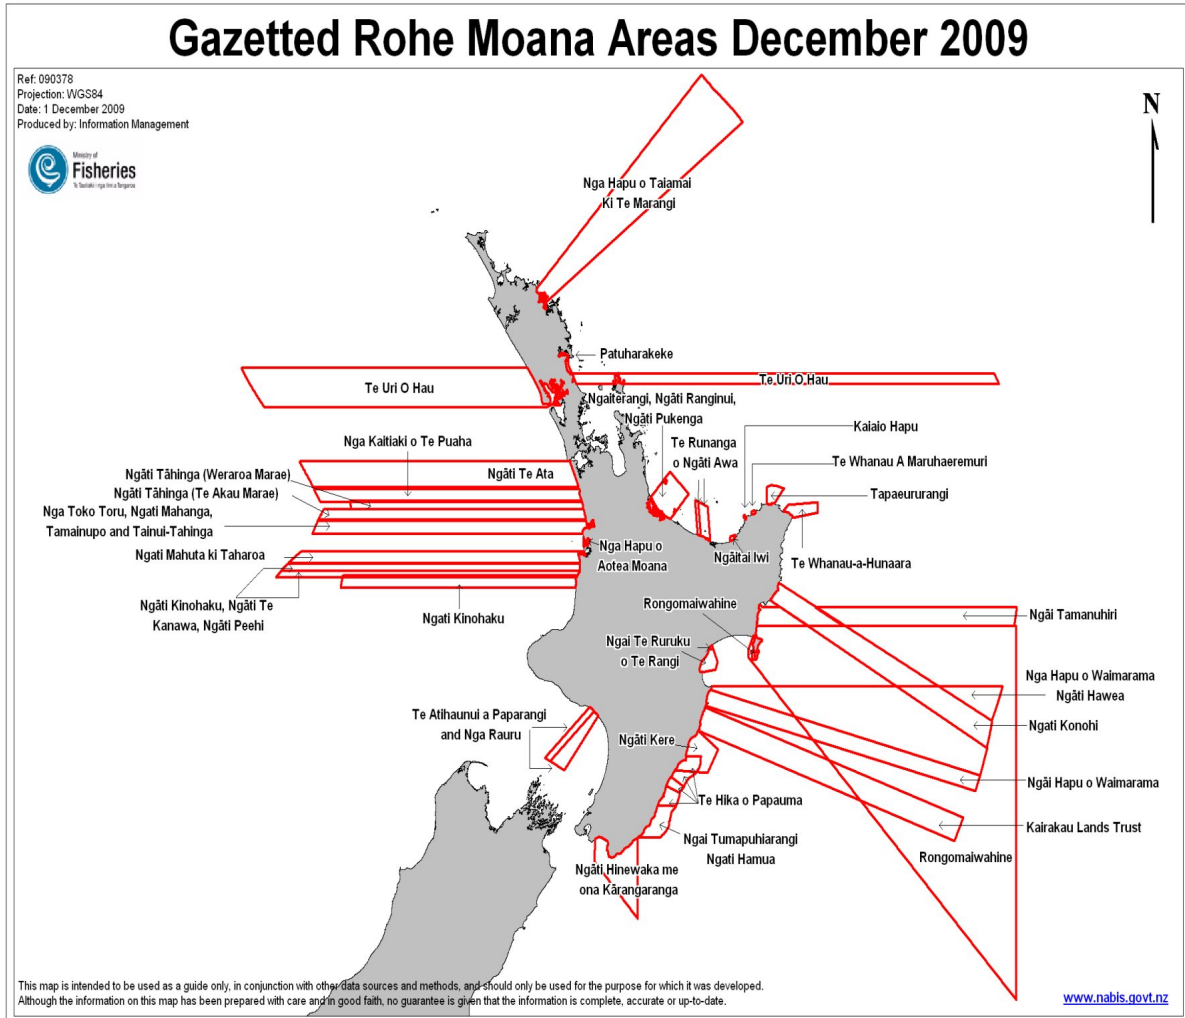 Gazetted Rohe Moana Areas December 2009
Ref: 090378
Projection: WGS84
Date: 1 December 2009
Produced by: Information Management
Ministry of
Fisheries
N
Nga Hapu o Taiamai
Ki Te Marangi
Patuharakeke
Te Uri O Hau
Te Uri O Hau
Ngaiterangi, Ngāti Ranginui,
Ngāti Pukenga
Te Runanga
o Ngāti Awa
Kaiaio Hapu
Te Whanau A Maruhaeremuri
Tapaeururangi
Nga Kaitiaki o Te Puaha
Ngāti Te Ata
Ngāti Tāhinga (Weraroa Marae)
Ngāti Tāhinga (Te Akau Marae)
Nga Toko Toru, Ngati Mahanga,
Tamainupo and Tainui-Tahinga
Ngati Mahuta ki Taharoa
Nga Hapu o
Aotea Moana
Ngāitai Iwi
Te Whanau-a-Hunaara
Ngāti Kinohaku, Ngāti Te
Kanawa, Ngāti Peehi
Ngati Kinohaku
Rongomaiwahine
Ngāi Tamanuhiri
Ngai Te Ruruku
o Te Rangi
Nga Hapu o Waimarama
Ngāti Hawea
Ngati Konohi
Te Atihaunui a Paparangi
and Nga Rauru
Ngāti Kere
Ngāi Hapu o Waimarama
Te Hika o Papauma
Kairakau Lands Trust
Ngai Tumapuhiarangi
Ngati Hamua
Rongomaiwahine
Ngāti Hinewaka me
ona Kārangaranga
This map is intended to be used as a guide only, in conjunction with other data sources and methods, and should only be used for the purpose for which it was developed.
Although the information on this map has been prepared with care and in good faith, no guarantee is given that the information is complete, accurate or up-to-date.
www.nabis.govt.nz